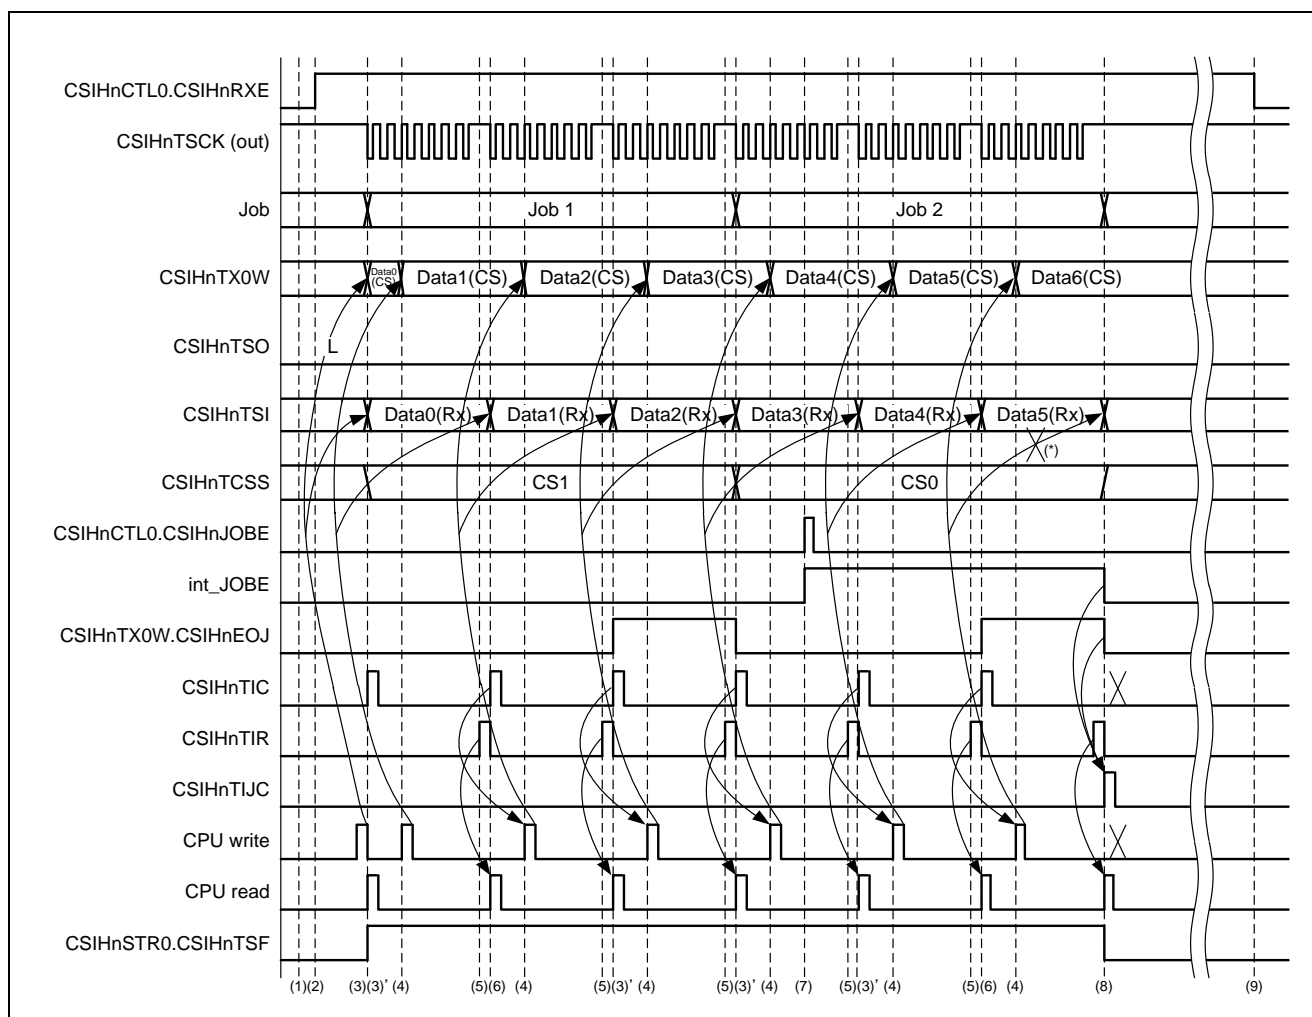 CSIHnCTL0.CSIHnRXE
CSIHnTSCK (out)
Job Job 1 Job 2
CSIHnTX0W Data0 (CS) Data1(CS) Data2(CS) Data3(CS) Data4(CS) Data5(CS) Data6(CS)
CSIHnTSO L
CSIHnTSI Data0(Rx) Data1(Rx) Data2(Rx) Data3(Rx) Data4(Rx) Data5(Rx)
(*)
CSIHnTCSS CS1 CS0
CSIHnCTL0.CSIHnJOBE
int_JOBE
CSIHnTX0W.CSIHnEOJ
CSIHnTIC
CSIHnTIR
CSIHnTIJC
CPU write
CPU read
CSIHnSTR0.CSIHnTSF
(1)(2) (3)(3)' (4) (5)(6) (4) (5)(3)' (4) (5)(3)' (4) (7) (5)(3)' (4) (5)(6) (4) (8) (9)